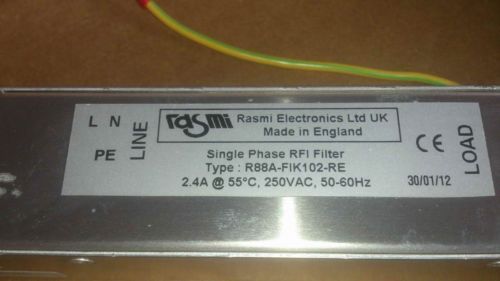 L N
PE
LINE
rasmi
Rasmi Electronics Ltd UK
Made in England
Single Phase RFI Filter
Type : R88A-FIK102-RE
2.4A @ 55°C, 250VAC, 50-60Hz
CE
30/01/12
LOAD